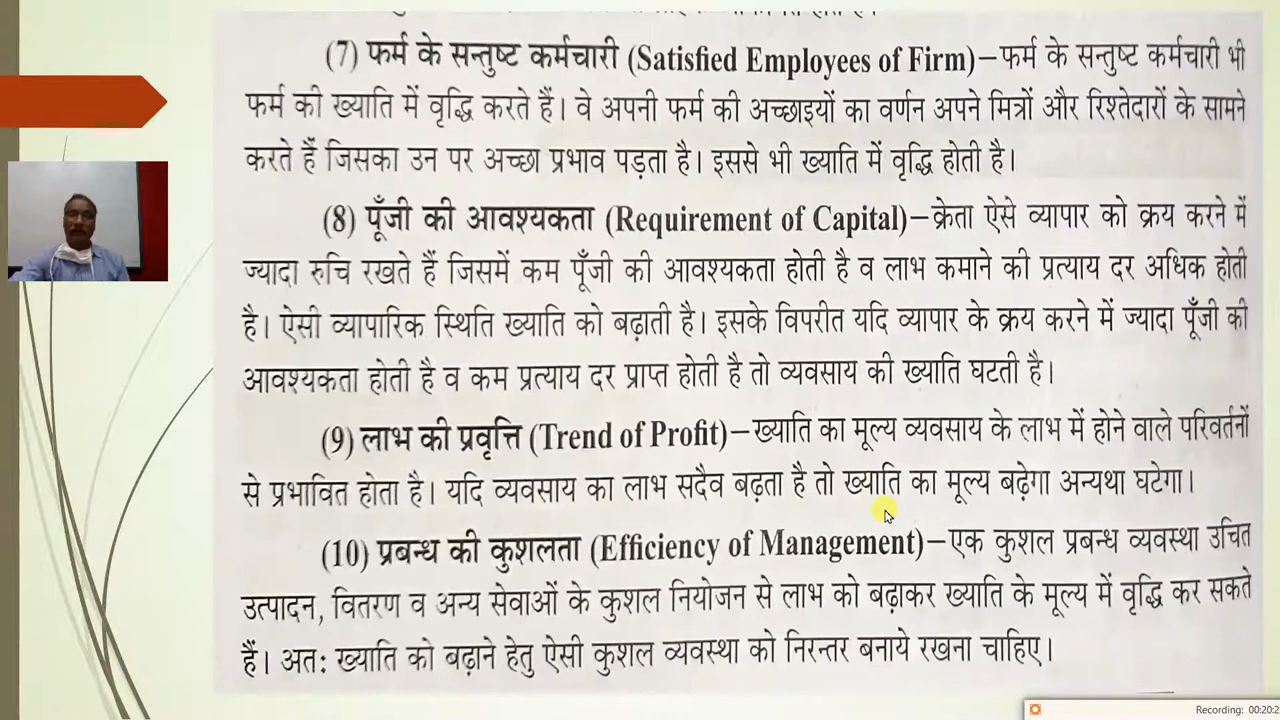 (7) फर्म के सन्तुष्ट कर्मचारी (Satisfied Employees of Firm)–फर्म के सन्तुष्ट कर्मचारी भी
फर्म की ख्याति में वृद्धि करते हैं। वे अपनी फर्म की अच्छाइयों का वर्णन अपने मित्रों और रिश्तेदारों के सामने
करते हैं जिसका उन पर अच्छा प्रभाव पड़ता है। इससे भी ख्याति में वृद्धि होती है।
(8) पूँजी की आवश्यकता (Requirement of Capital)–क्रेता ऐसे व्यापार को क्रय करने में
ज्यादा रुचि रखते हैं जिसमें कम पूँजी की आवश्यकता होती है व लाभ कमाने की प्रत्याय दर अधिक होती
है। ऐसी व्यापारिक स्थिति ख्याति को बढ़ाती है। इसके विपरीत यदि व्यापार के क्रय करने में ज्यादा पूँजी की
आवश्यकता होती है व कम प्रत्याय दर प्राप्त होती है तो व्यवसाय की ख्याति घटती है।
(9) लाभ की प्रवृत्ति (Trend of Profit)–ख्याति का मूल्य व्यवसाय के लाभ में होने वाले परिवर्तनों
से प्रभावित होता है। यदि व्यवसाय का लाभ सदैव बढ़ता है तो ख्याति का मूल्य बढ़ेगा अन्यथा घटेगा।
(10) प्रबन्ध की कुशलता (Efficiency of Management)–एक कुशल प्रबन्ध व्यवस्था उचित
उत्पादन, वितरण व अन्य सेवाओं के कुशल नियोजन से लाभ को बढ़ाकर ख्याति के मूल्य में वृद्धि कर सकते
हैं। अतः ख्याति को बढ़ाने हेतु ऐसी कुशल व्यवस्था को निरन्तर बनाये रखना चाहिए।
Recording: 00:20:2